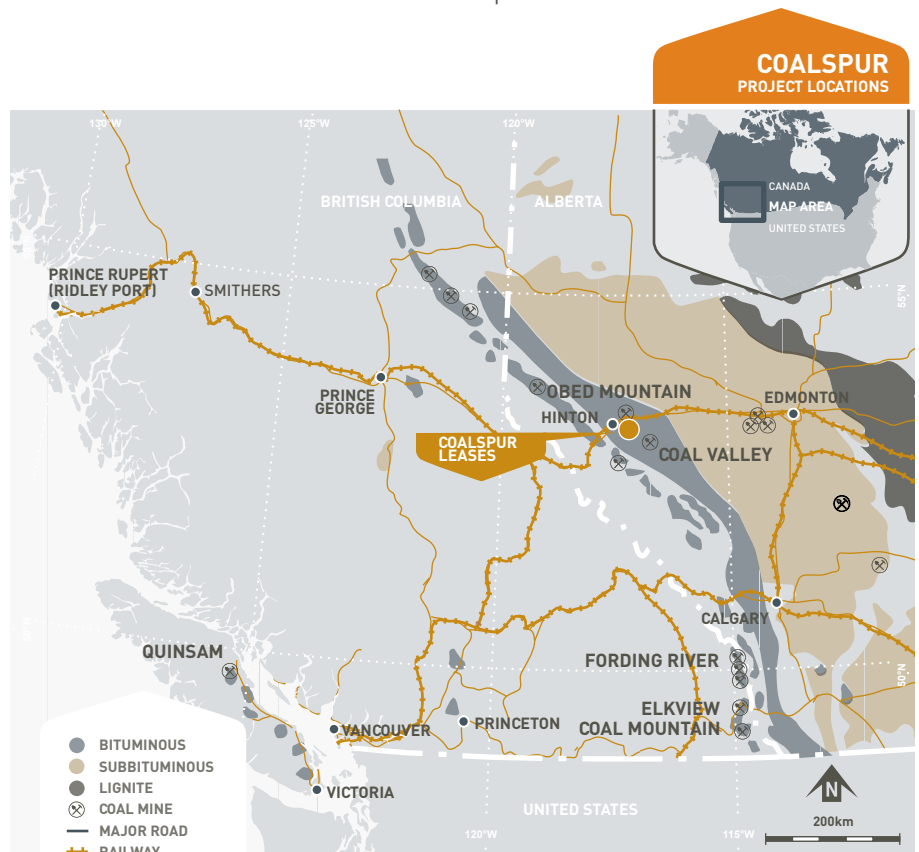 COALSPUR
PROJECT LOCATIONS
130°W
125°W
120°W
CANADA
MAP AREA
UNITED STATES
BRITISH COLUMBIA
ALBERTA
PRINCE RUPERT
(RIDLEY PORT)
SMITHERS
55°N
PRINCE
GEORGE
OBED MOUNTAIN
EDMONTON
HINTON
COALSPUR
LEASES
COAL VALLEY
CALGARY
50°N
QUINSAM
FORDING RIVER
50°N
ELKVIEW
COAL MOUNTAIN
VANCOUVER
PRINCETON
VICTORIA
BITUMINOUS
SUBBITUMINOUS
LIGNITE
COAL MINE
MAJOR ROAD
RAILWAY
UNITED STATES
N
200km
120°W
115°W